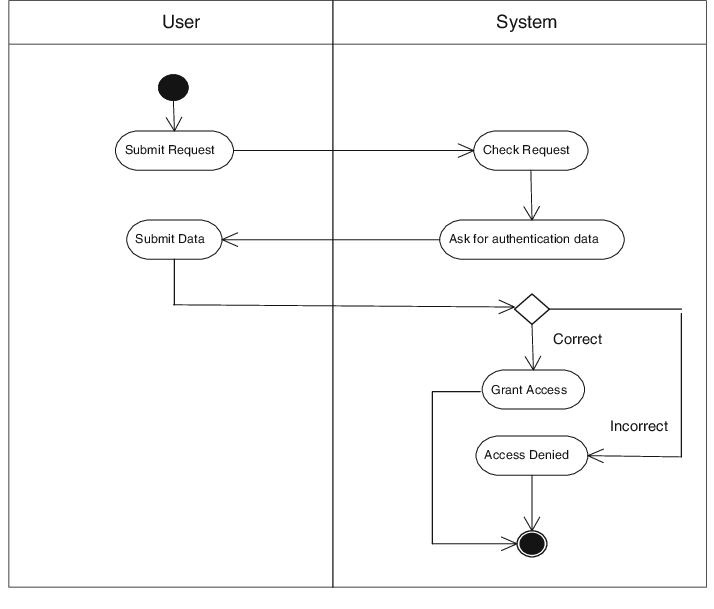 User
System
Submit Request
Check Request
Submit Data
Ask for authentication data
Correct
Grant Access
Incorrect
Access Denied